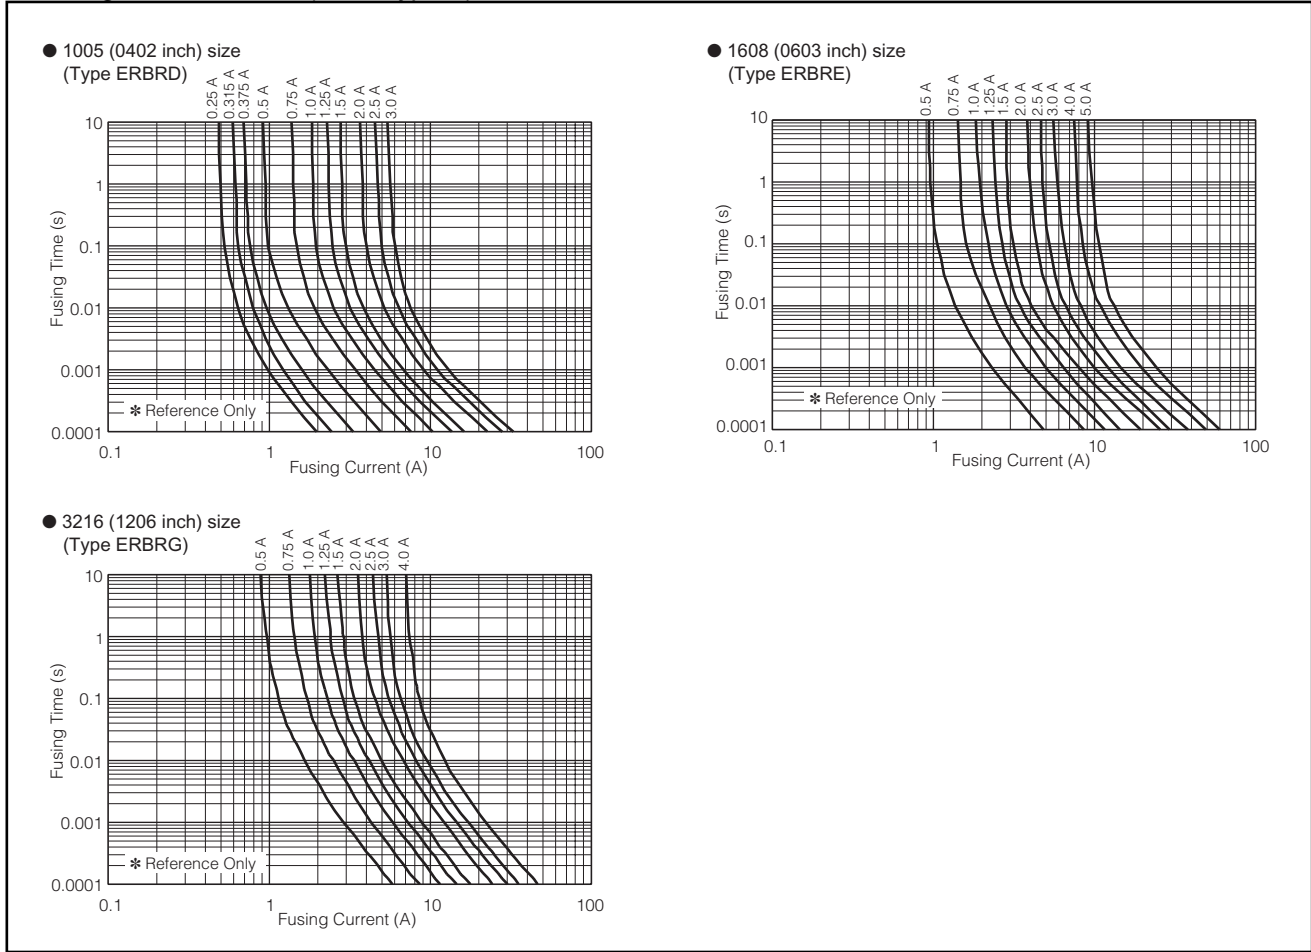 ● 1005 (0402 inch) size
(Type ERBRD)
0.25 A
0.315 A
0.375 A
0.5 A
0.75 A
1.0 A
1.25 A
1.5 A
2.0 A
2.5 A
3.0 A
10
1
0.1
0.01
0.001
0.0001
Fusing Time (s)
✽ Reference Only
0.1
1
10
100
Fusing Current (A)
● 1608 (0603 inch) size
(Type ERBRE)
0.5 A
0.75 A
1.0 A
1.25 A
1.5 A
2.0 A
2.5 A
3.0 A
4.0 A
5.0 A
10
1
0.1
0.01
0.001
0.0001
Fusing Time (s)
✽ Reference Only
0.1
1
10
100
Fusing Current (A)
● 3216 (1206 inch) size
(Type ERBRG)
0.5 A
0.75 A
1.0 A
1.25 A
1.5 A
2.0 A
2.5 A
3.0 A
4.0 A
10
1
0.1
0.01
0.001
0.0001
Fusing Time (s)
✽ Reference Only
0.1
1
10
100
Fusing Current (A)